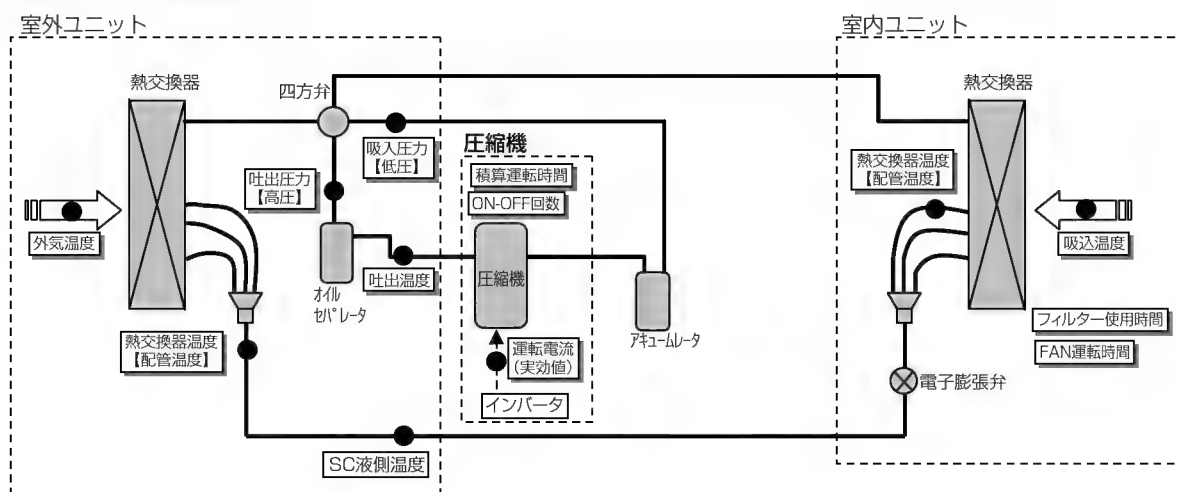 室外ユニット
室内ユニット
熱交換器
四方弁
吸入圧力
【低圧】
圧縮機
積算運転時間
ON-OFF回数
熱交換器
熱交換器温度
【配管温度】
吐出圧力
【高圧】
外気温度
吸込温度
吐出温度
圧縮機
オイル
セパレータ
アキュームレータ
熱交換器温度
【配管温度】
運転電流
(実効値)
インバータ
フィルター使用時間
FAN運転時間
電子膨張弁
SC液側温度